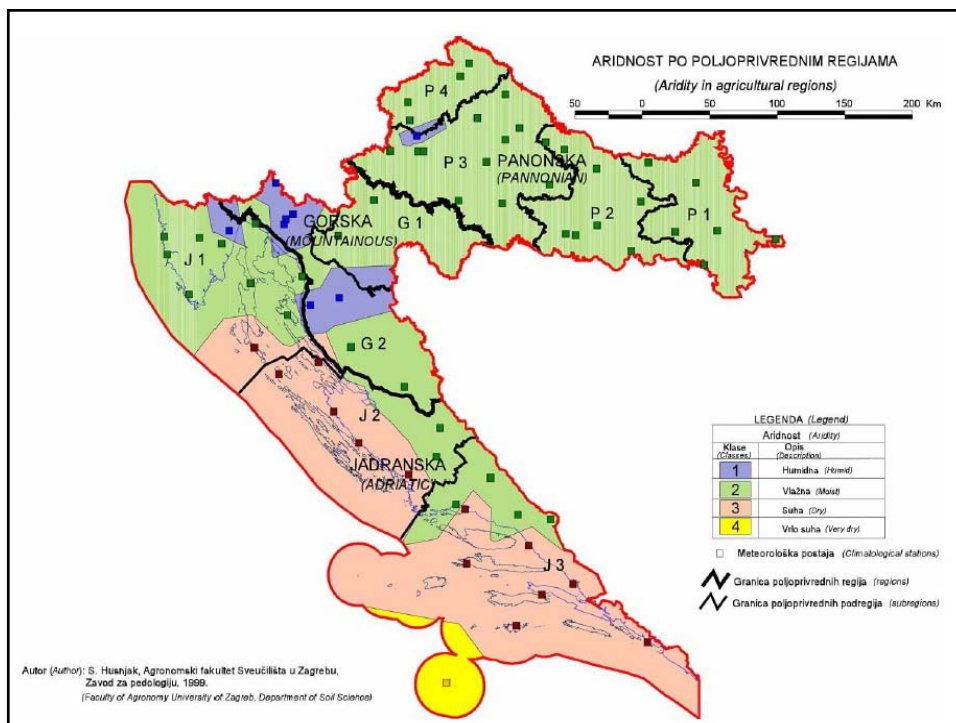 ARIDNOST PO POLJOPRIVREDNIM REGIJAMA
(Aridity in agricultural regions)
50 0 50 100 150 200 Km
P 4
P 3
PANONSKA
(PANNONIAN)
P 2
P 1
GORSKA
(MOUNTAINOUS)
G 1
J 1
G 2
J 2
JADRANSKA
(ADRIATIC)
J 3
LEGENDA (Legend)
Aridnost (Aridity)
Klase (Classes) Opis (Description)
1 Humidna (Humid)
2 Vlažna (Moist)
3 Suha (Dry)
4 Vrlo suha (Very dry)
Meteorološka postaja (Climatological stations)
Granica poljoprivrednih regija (regions)
Granica poljoprivrednih podregija (subregions)
Autor (Author): S. Husnjak, Agronomski fakultet Sveučilišta u Zagrebu,
Zavod za pedologiju, 1999.
(Faculty of Agronomy University of Zagreb, Department of Soil Science)